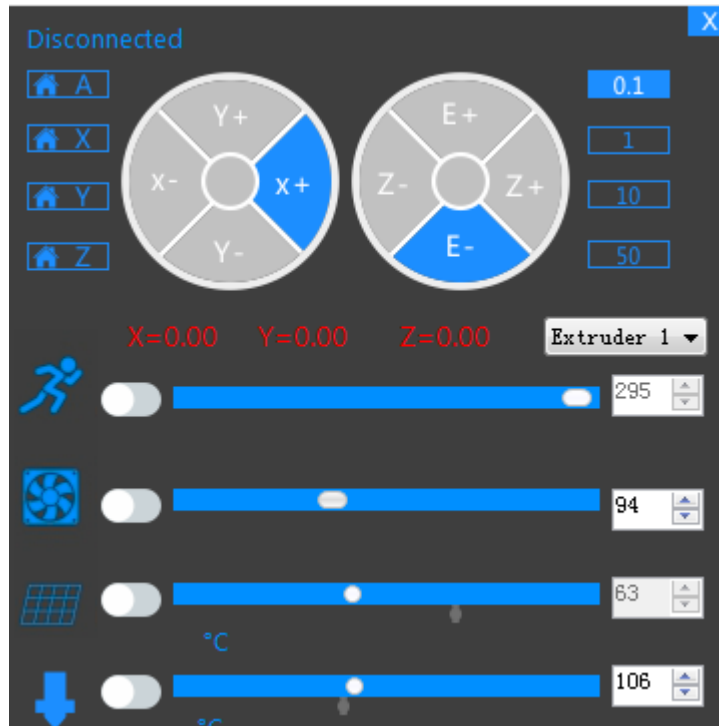 X
Disconnected
A
X
Y
Z
Y+
x-
x+
Y-
E+
Z-
Z+
E-
0.1
1
10
50
X=0.00 Y=0.00 Z=0.00
Extruder 1
295
94
63
°C
106
°C